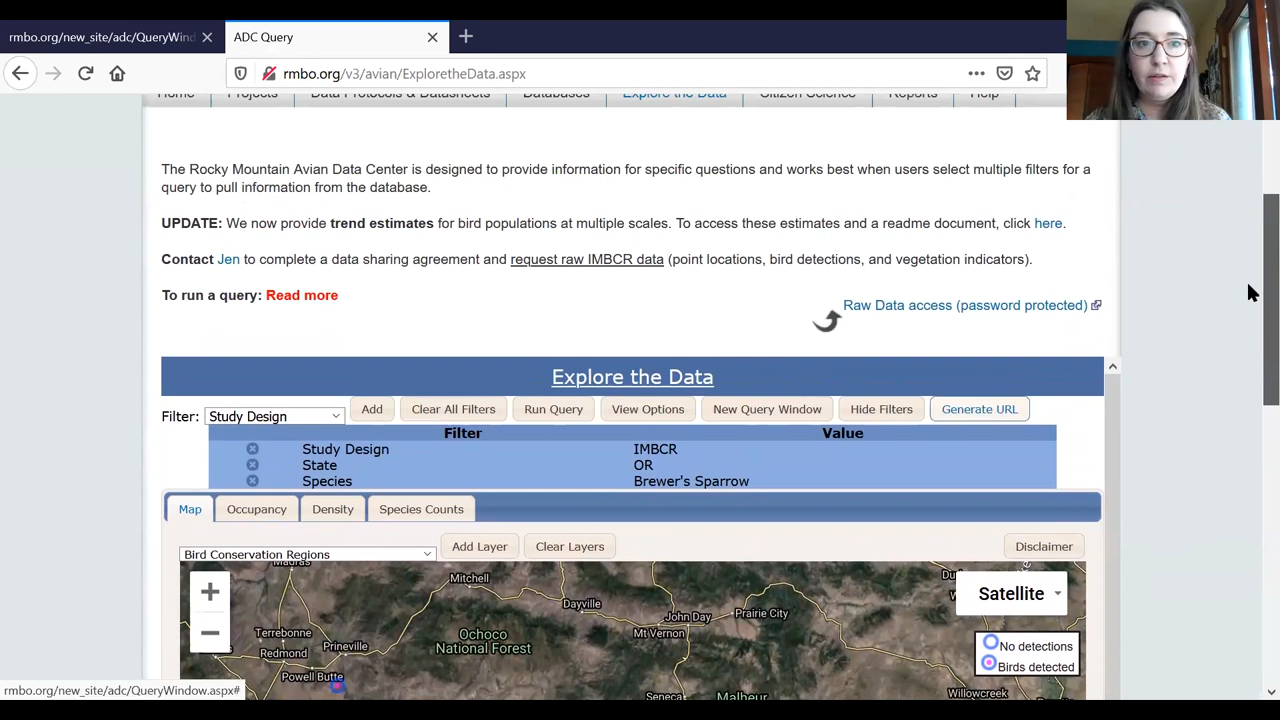 rmbo.org/new_site/adc/QueryWind
ADC Query
rmbo.org/v3/avian/ExploretheData.aspx
Home Projects Data Protocols & Datasheets Databases Explore the Data Citizen Science Reports Help
The Rocky Mountain Avian Data Center is designed to provide information for specific questions and works best when users select multiple filters for a
query to pull information from the database.
UPDATE: We now provide trend estimates for bird populations at multiple scales. To access these estimates and a readme document, click here.
Contact Jen to complete a data sharing agreement and request raw IMBCR data (point locations, bird detections, and vegetation indicators).
To run a query: Read more
Raw Data access (password protected)
Explore the Data
Filter: Study Design Add Clear All Filters Run Query View Options New Query Window Hide Filters Generate URL
Filter Value
Study Design IMBCR
State OR
Species Brewer's Sparrow
Map Occupancy Density Species Counts
Bird Conservation Regions Add Layer Clear Layers Disclaimer
Madras
Mitchell
Satellite
Dayville
John Day
Prairie City
Mt Vernon
Terrebonne
Ochoco
National Forest
Redmond
Prineville
No detections
Birds detected
Powell Butte
Seneca
Malheur
Willowcreek
rmbo.org/new_site/adc/QueryWindow.aspx#